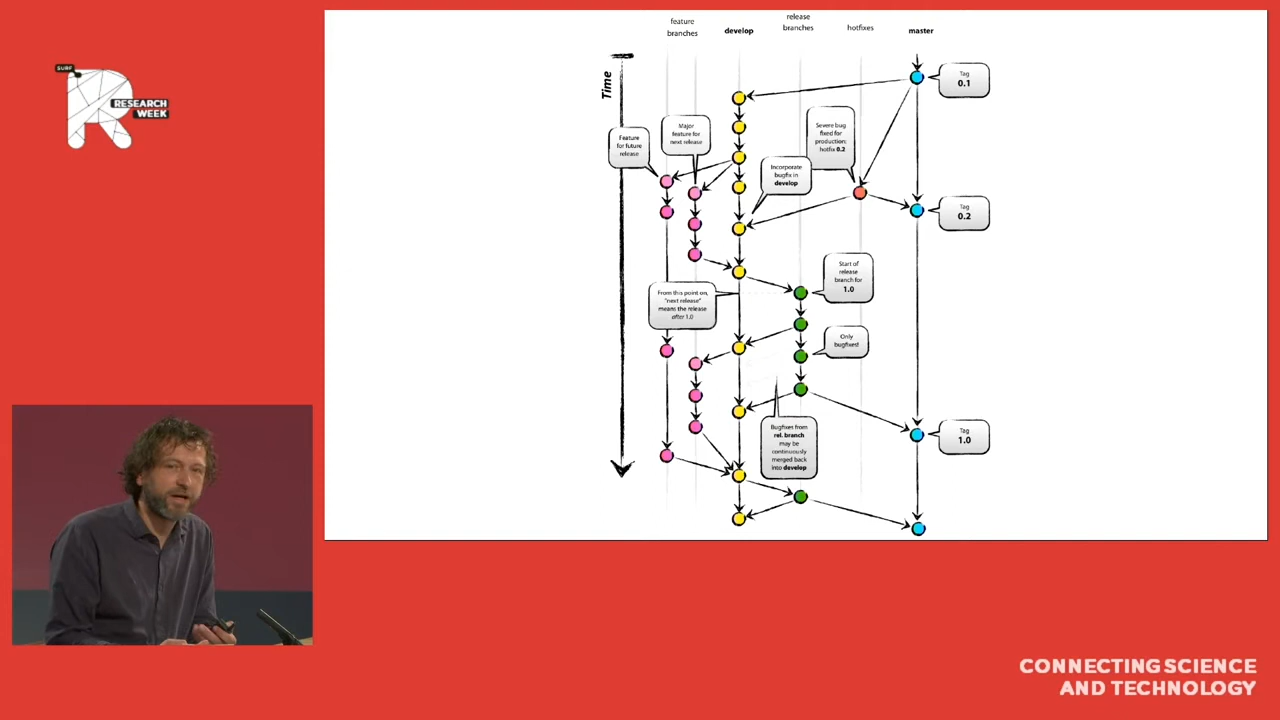 SURF
RESEARCH
WEEK
feature
branches
develop
release
branches
hotfixes
master
Time
Tag
0.1
Feature
for future
release
Major
feature for
next release
Severe bug
fixed for
production:
hotfix 0.2
Incorporate
bugfix in
develop
Tag
0.2
Start of
release
branch for
1.0
From this point on,
"next release"
means the release
after 1.0
Only
bugfixes!
Bugfixes from
rel. branch
may be
continuously
merged back
into develop
Tag
1.0
CONNECTING SCIENCE
AND TECHNOLOGY